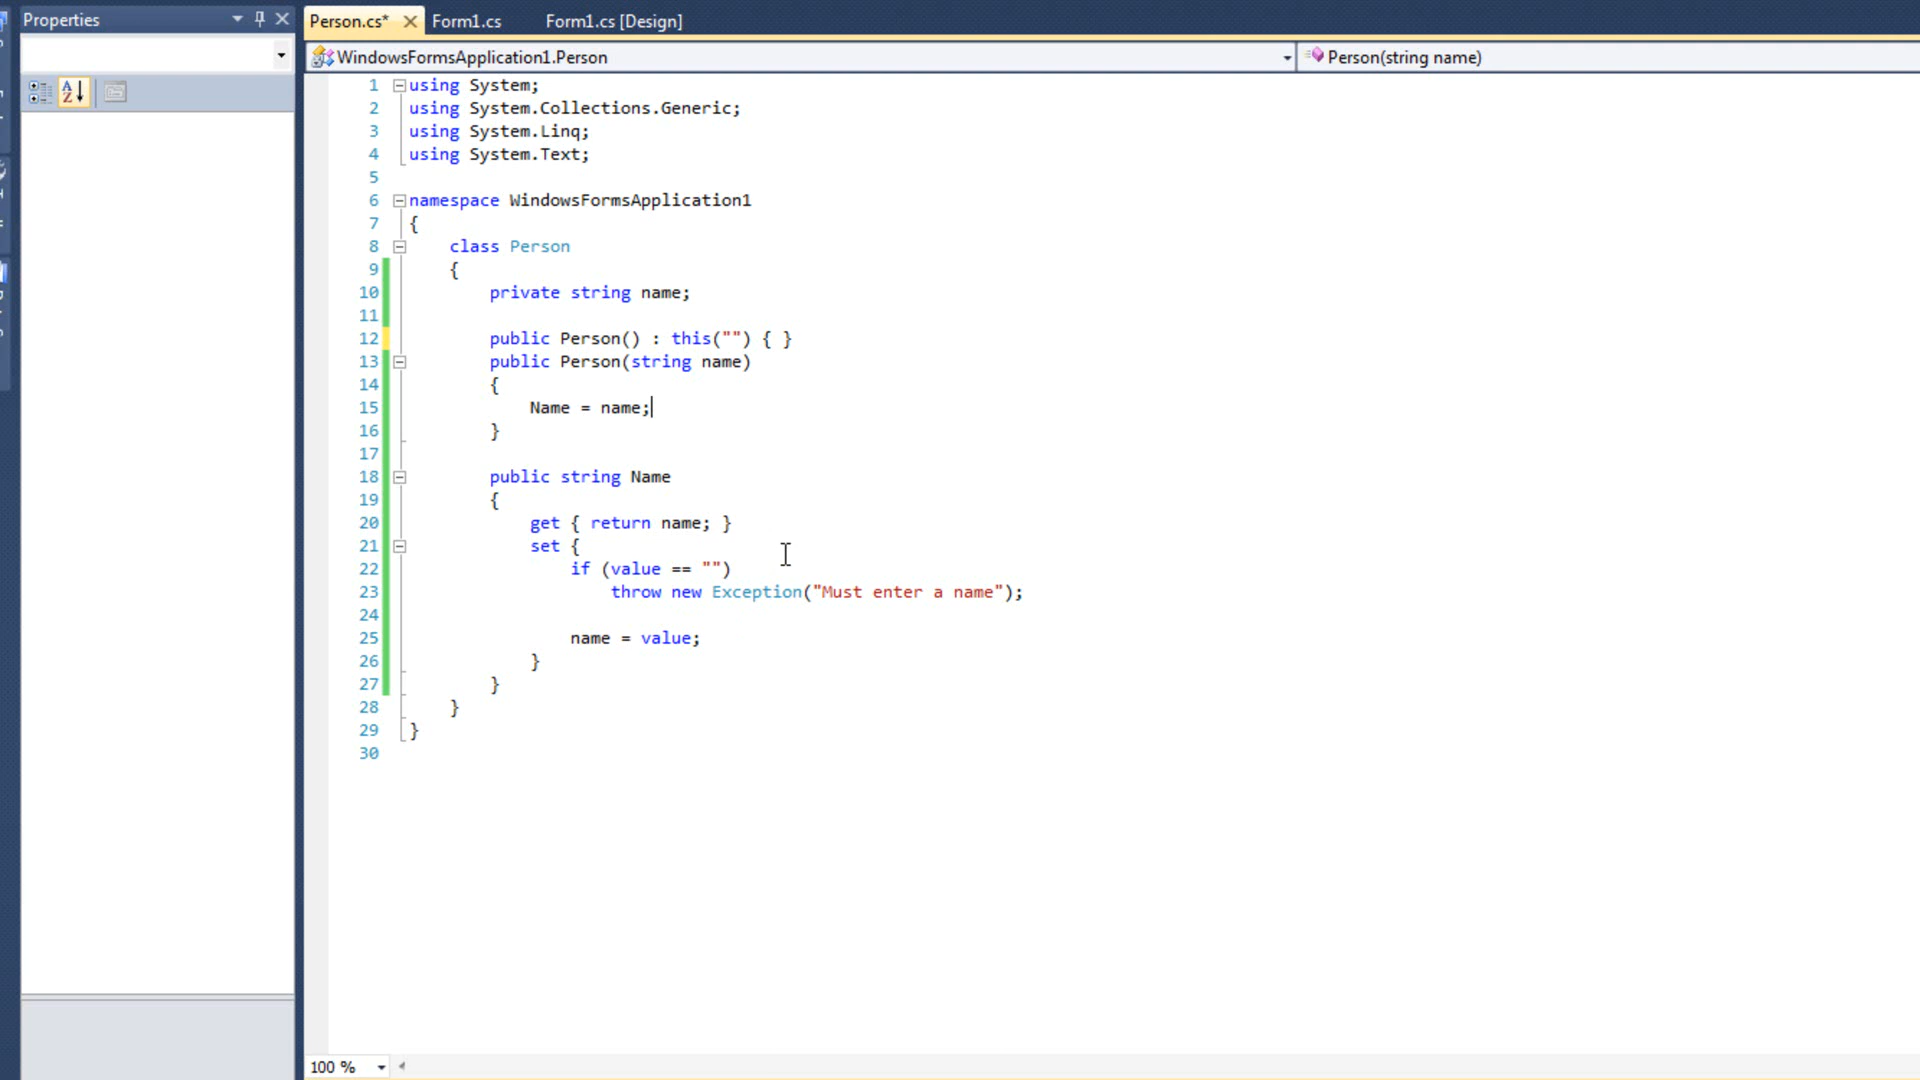 Properties
Person.cs* Form1.cs Form1.cs [Design]
WindowsFormsApplication1.Person Person(string name)
1 using System;
2 using System.Collections.Generic;
3 using System.Linq;
4 using System.Text;
5
6 namespace WindowsFormsApplication1
7 {
8 class Person
9 {
10 private string name;
11
12 public Person() : this("") { }
13 public Person(string name)
14 {
15 Name = name;
16 }
17
18 public string Name
19 {
20 get { return name; }
21 set {
22 if (value == "")
23 throw new Exception("Must enter a name");
24
25 name = value;
26 }
27 }
28 }
29 }
30
100 %